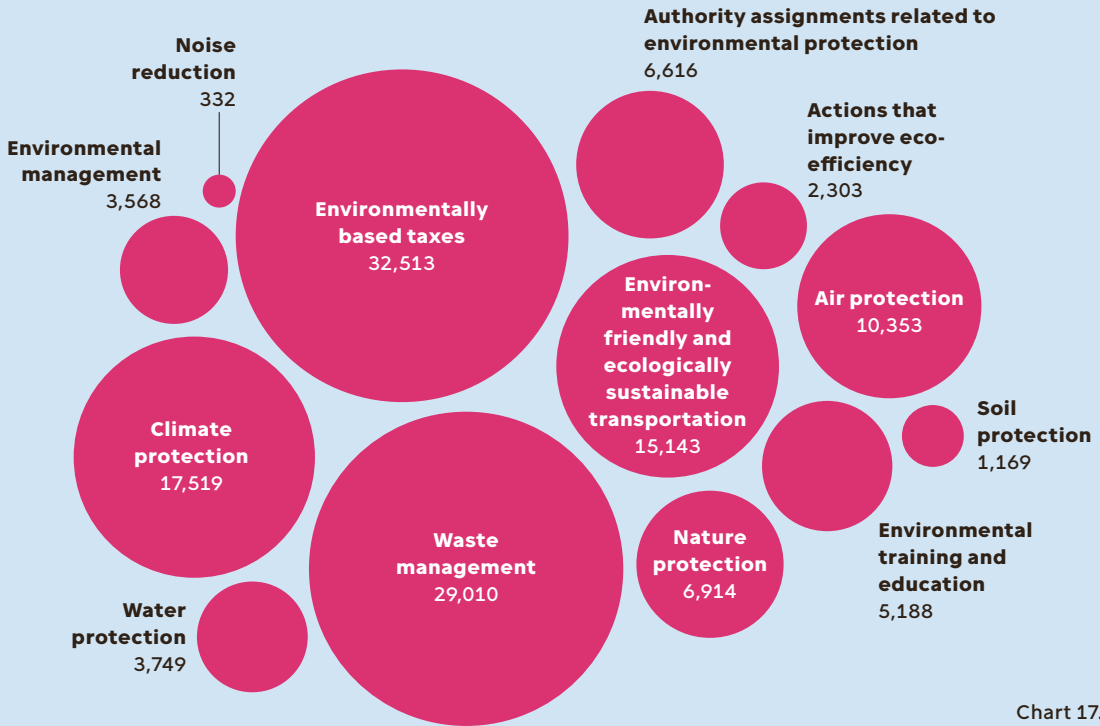 Authority assignments related to
environmental protection
6,616
Noise
reduction
332
Actions that
improve eco-
efficiency
2,303
Environmental
management
3,568
Environmentally
based taxes
32,513
Environ-
mentally
friendly and
ecologically
sustainable
transportation
15,143
Air protection
10,353
Climate
protection
17,519
Soil
protection
1,169
Waste
management
29,010
Nature
protection
6,914
Environmental
training and
education
5,188
Water
protection
3,749
Chart 17.